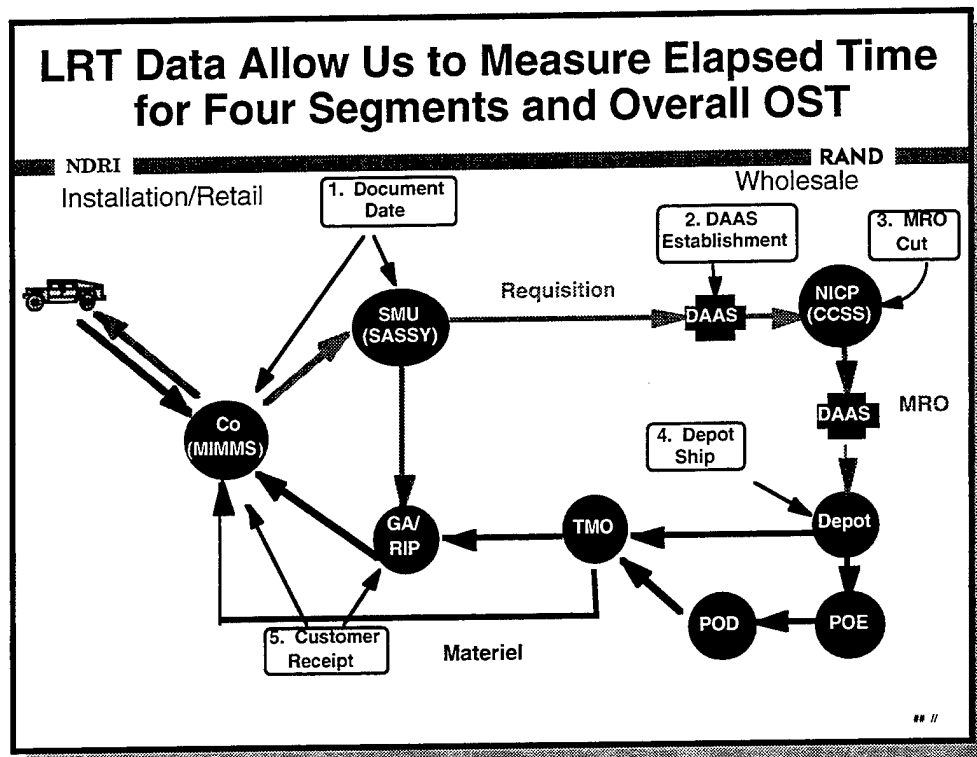 LRT Data Allow Us to Measure Elapsed Time
for Four Segments and Overall OST
NDRI
RAND
Installation/Retail
Wholesale
1. Document
Date
2. DAAS
Establishment
3. MRO
Cut
Requisition
SMU
(SASSY)
DAAS
NICP
(CCSS)
Co
(MIMMS)
DAAS
MRO
4. Depot
Ship
GA/
RIP
TMO
Depot
POD
POE
5. Customer
Receipt
Materiel
## //